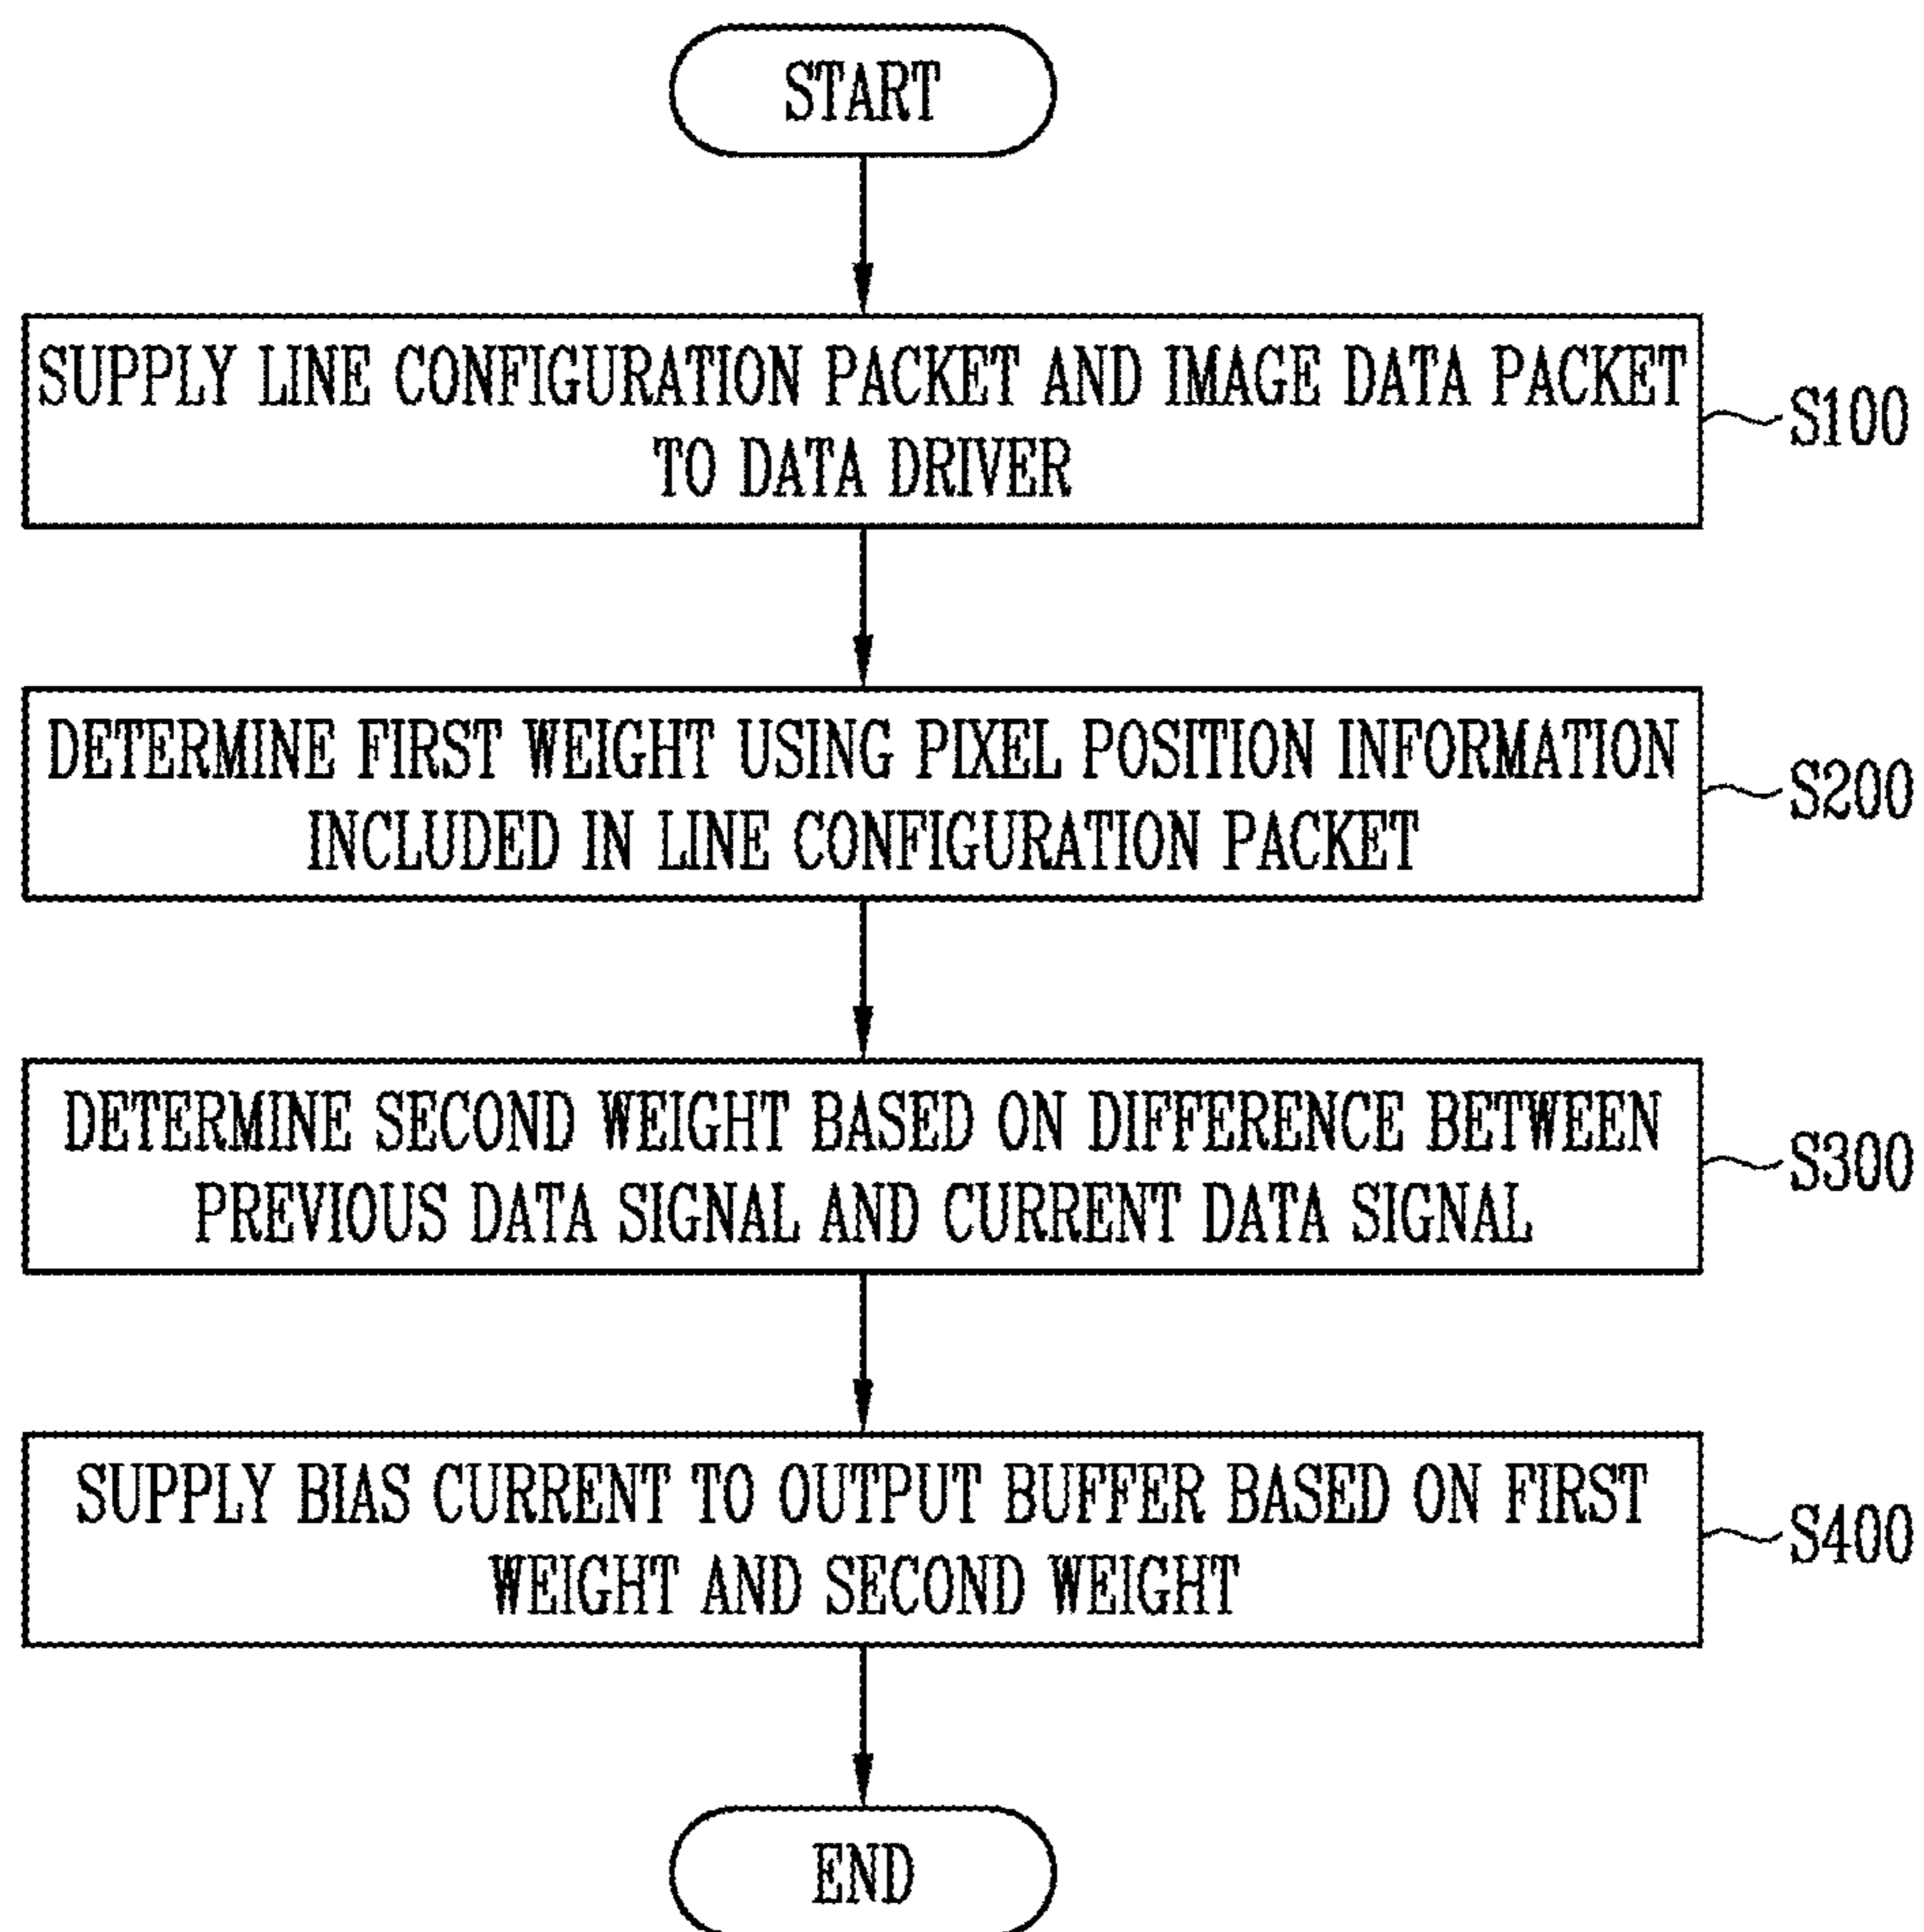 START
SUPPLY LINE CONFIGURATION PACKET AND IMAGE DATA PACKET
TO DATA DRIVER
S100
DETERMINE FIRST WEIGHT USING PIXEL POSITION INFORMATION
INCLUDED IN LINE CONFIGURATION PACKET
S200
DETERMINE SECOND WEIGHT BASED ON DIFFERENCE BETWEEN
PREVIOUS DATA SIGNAL AND CURRENT DATA SIGNAL
S300
SUPPLY BIAS CURRENT TO OUTPUT BUFFER BASED ON FIRST
WEIGHT AND SECOND WEIGHT
S400
END